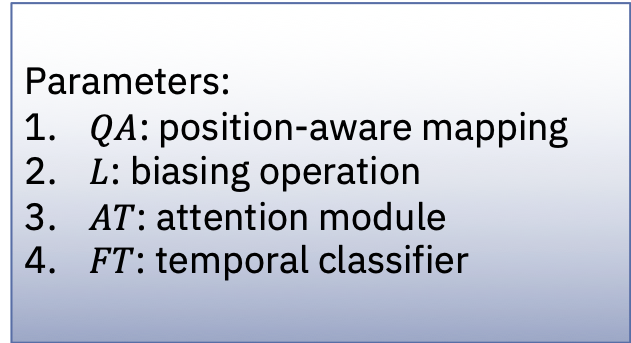 Parameters:
1. QA: position-aware mapping
2. L: biasing operation
3. AT: attention module
4. FT: temporal classifier